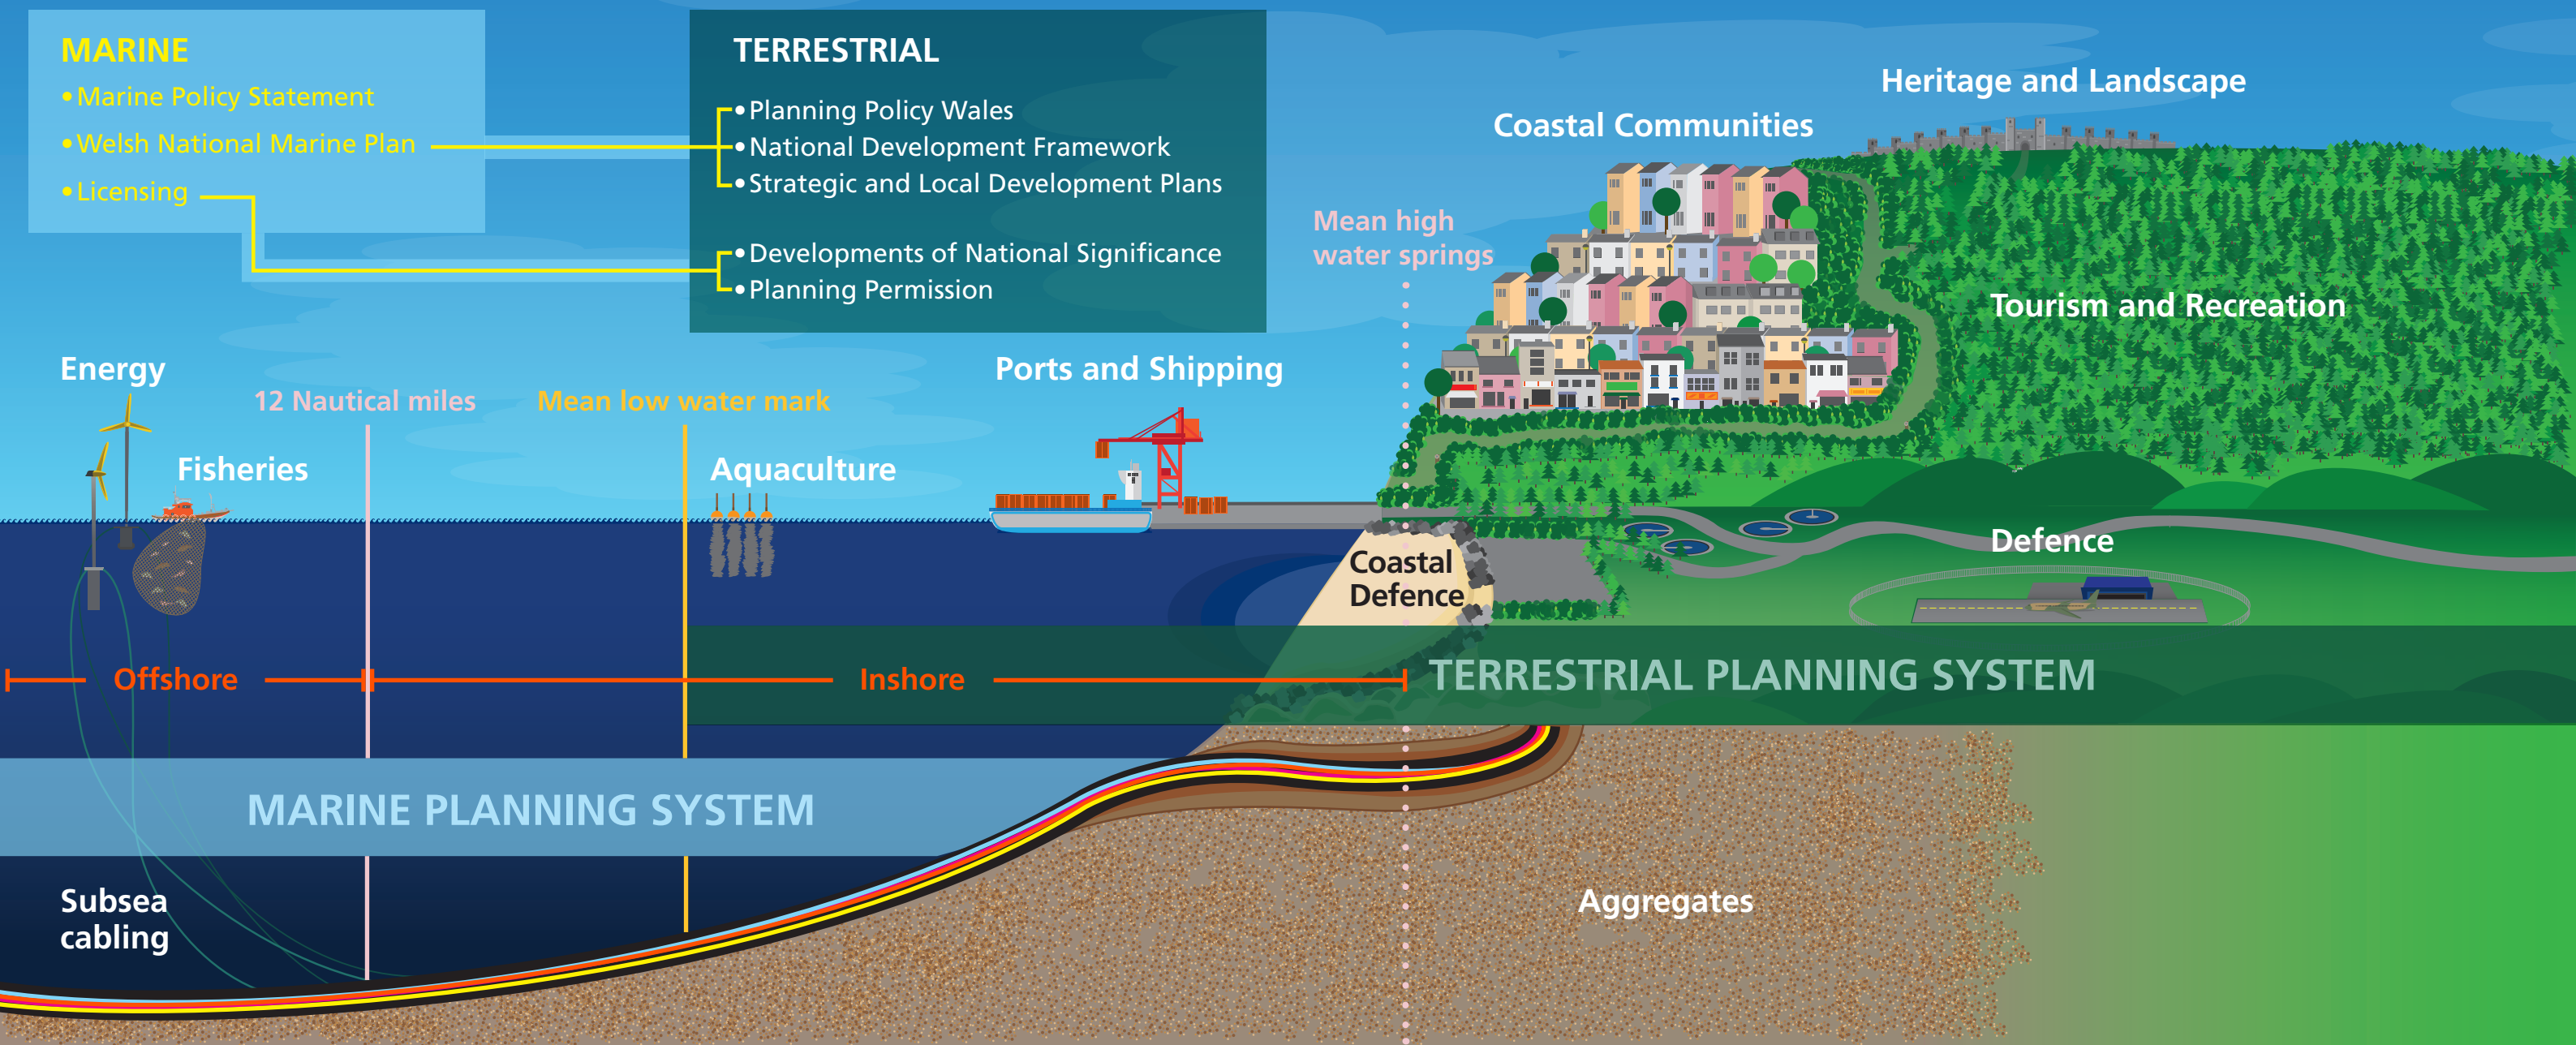 MARINE
• Marine Policy Statement
• Welsh National Marine Plan
• Licensing
TERRESTRIAL
• Planning Policy Wales
• National Development Framework
• Strategic and Local Development Plans
• Developments of National Significance
• Planning Permission
Heritage and Landscape
Coastal Communities
Mean high
water springs
Tourism and Recreation
Energy
Ports and Shipping
12 Nautical miles
Mean low water mark
Fisheries
Aquaculture
Defence
Coastal
Defence
Offshore
Inshore
TERRESTRIAL PLANNING SYSTEM
MARINE PLANNING SYSTEM
Subsea
cabling
Aggregates